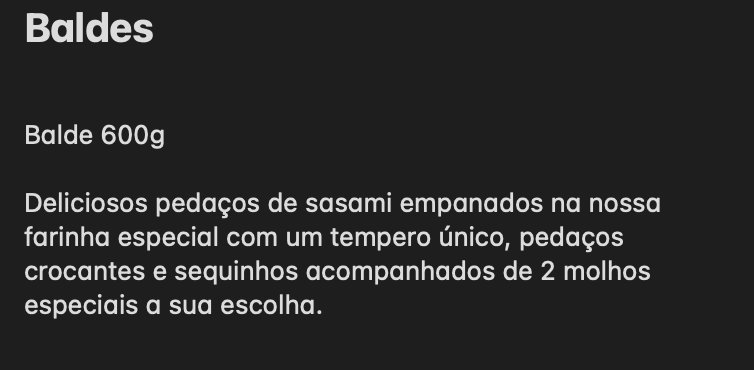 Baldes
Balde 600g
Deliciosos pedaços de sasami empanados na nossa
farinha especial com um tempero único, pedaços
crocantes e sequinhos acompanhados de 2 molhos
especiais a sua escolha.